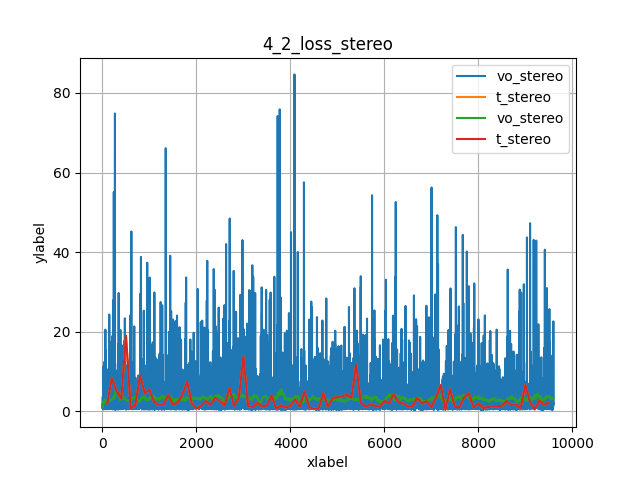 4_2_loss_stereo
vo_stereo
t_stereo
vo_stereo
t_stereo
ylabel
80
60
40
20
0
0 2000 4000 6000 8000 10000
xlabel